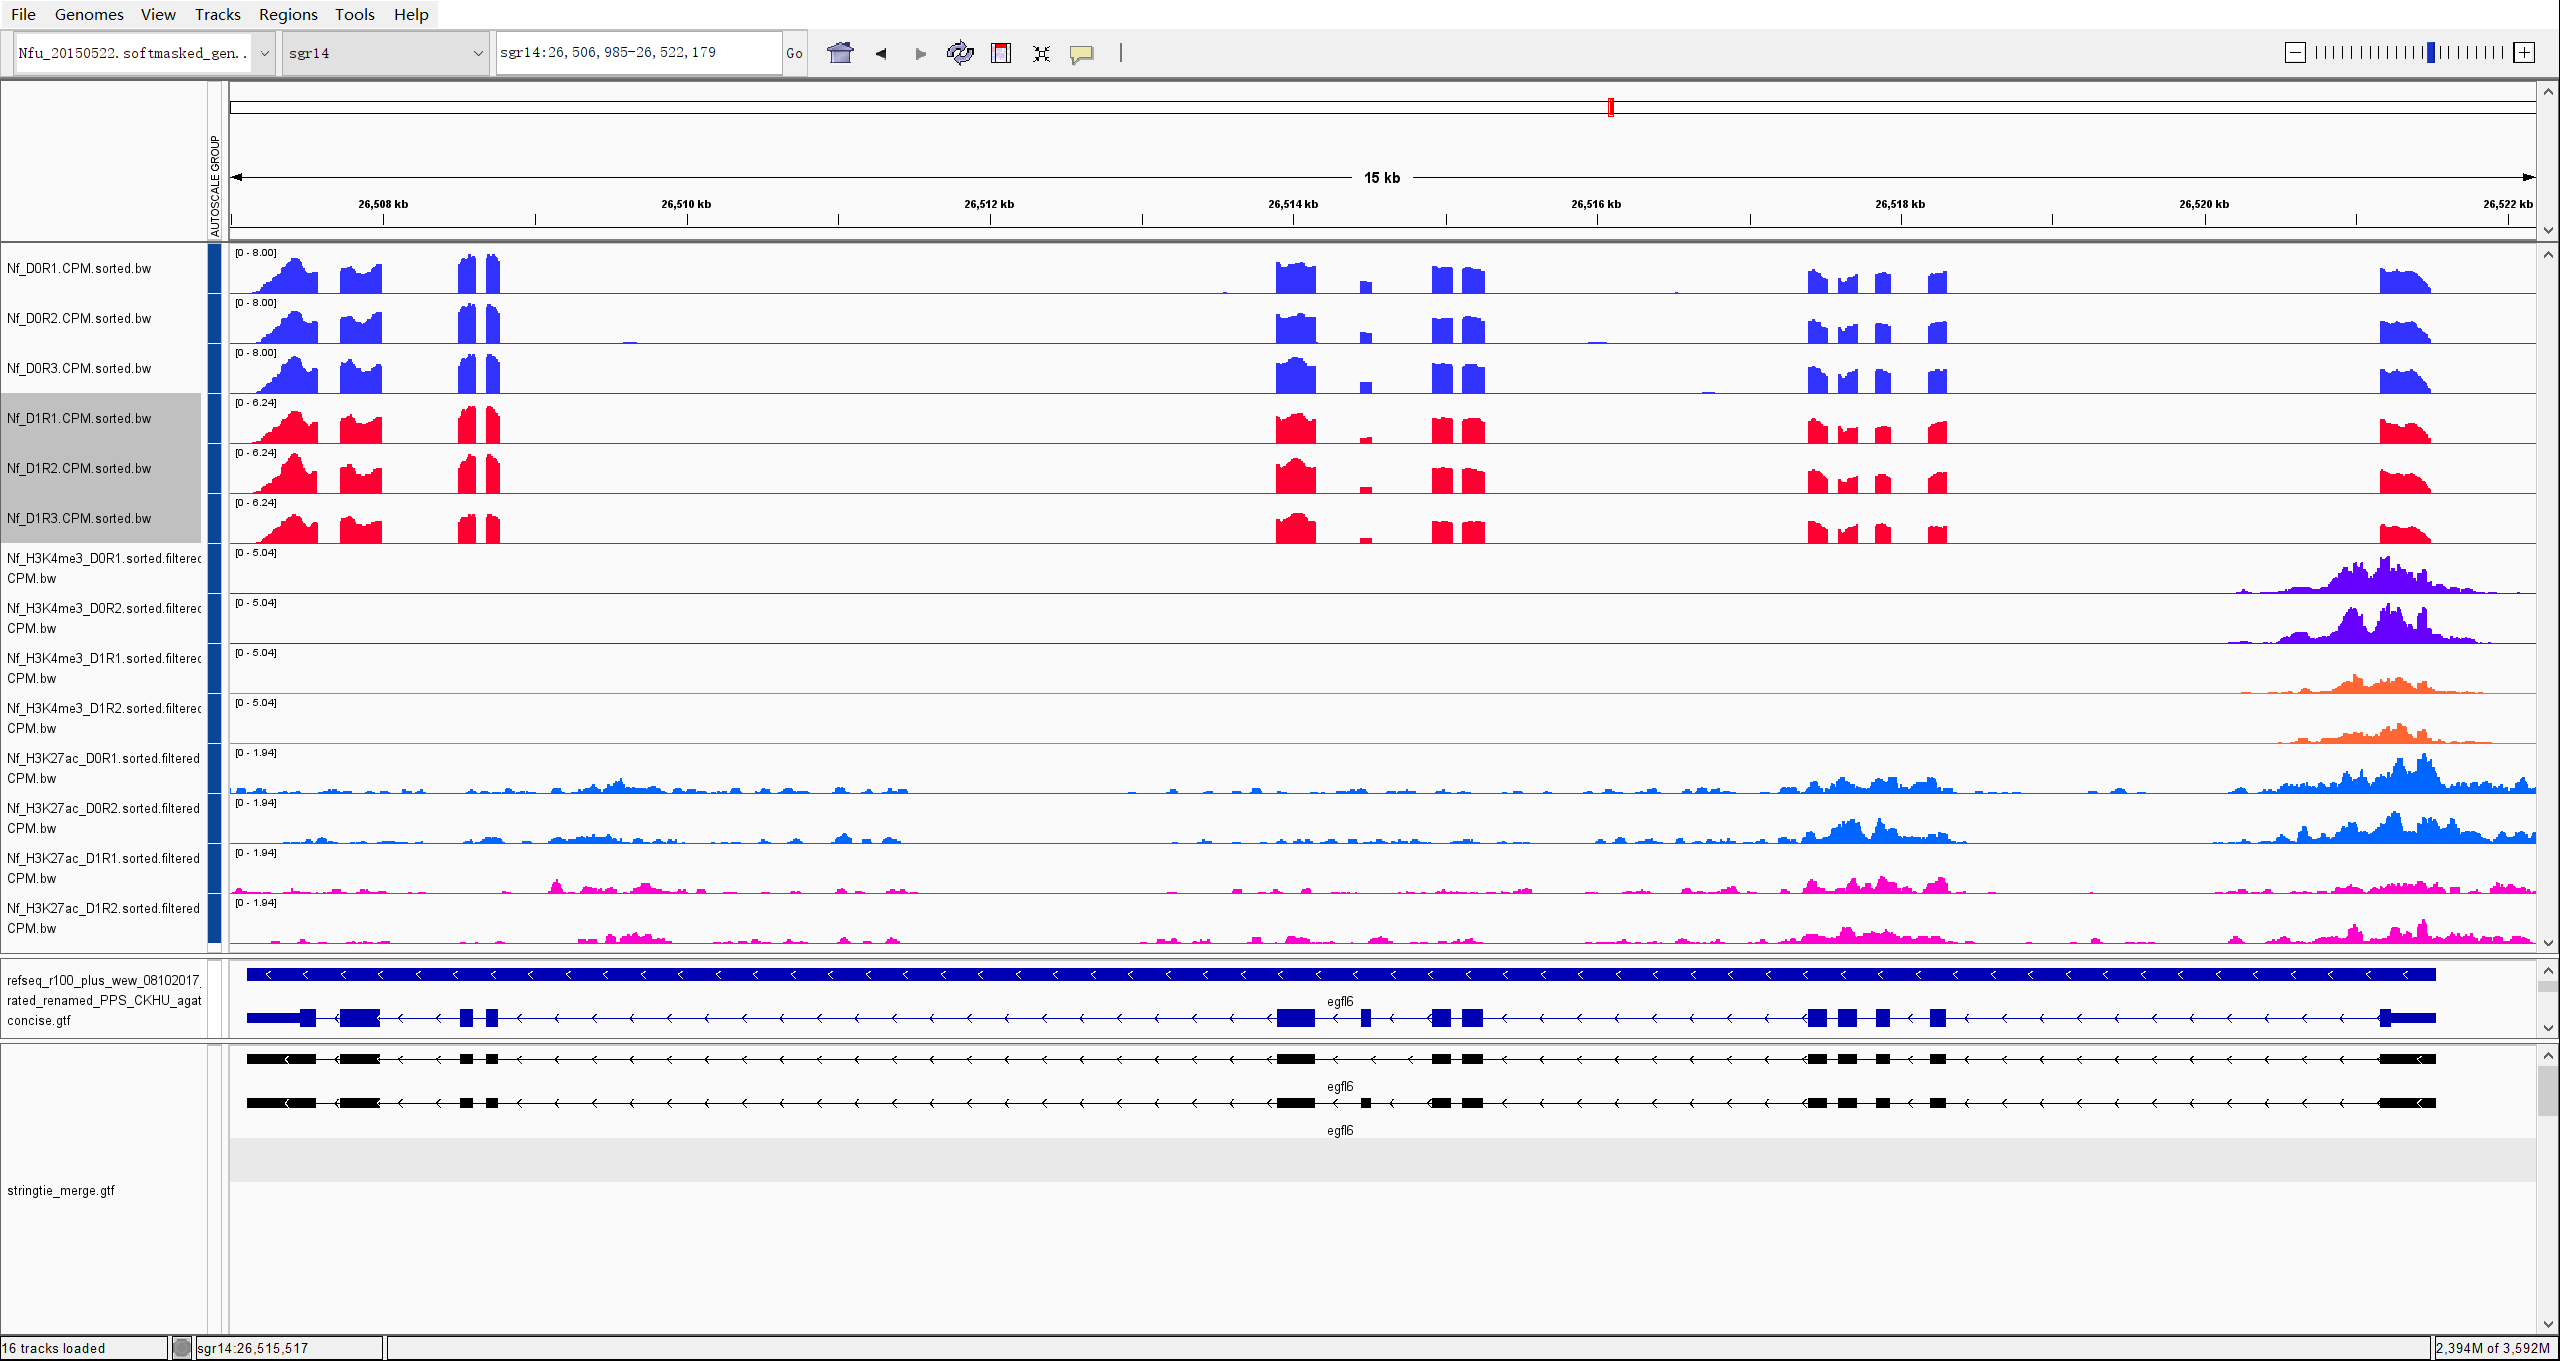 File Genomes View Tracks Regions Tools Help
Nfu_20150522.softmasked_gen.. sgr14 sgr14:26,506,985-26,522,179 Go
AUTOSCALE GROUP
15 kb
26,508 kb 26,510 kb 26,512 kb 26,514 kb 26,516 kb 26,518 kb 26,520 kb 26,522 kb
Nf_D0R1.CPM.sorted.bw [0 - 8.00]
Nf_D0R2.CPM.sorted.bw [0 - 8.00]
Nf_D0R3.CPM.sorted.bw [0 - 8.00]
Nf_D1R1.CPM.sorted.bw [0 - 6.24]
Nf_D1R2.CPM.sorted.bw [0 - 6.24]
Nf_D1R3.CPM.sorted.bw [0 - 6.24]
Nf_H3K4me3_D0R1.sorted.filtered [0 - 5.04]
CPM.bw
Nf_H3K4me3_D0R2.sorted.filtered [0 - 5.04]
CPM.bw
Nf_H3K4me3_D1R1.sorted.filtered [0 - 5.04]
CPM.bw
Nf_H3K4me3_D1R2.sorted.filtered [0 - 5.04]
CPM.bw
Nf_H3K27ac_D0R1.sorted.filtered [0 - 1.94]
CPM.bw
Nf_H3K27ac_D0R2.sorted.filtered [0 - 1.94]
CPM.bw
Nf_H3K27ac_D1R1.sorted.filtered [0 - 1.94]
CPM.bw
Nf_H3K27ac_D1R2.sorted.filtered [0 - 1.94]
CPM.bw
refseq_r100_plus_wew_08102017_
rated_renamed_PPS_CKHU_agat
concise.gtf
egfl6
egfl6
egfl6
stringtie_merge.gtf
16 tracks loaded sgr14:26,515,517 2,394M of 3,592M